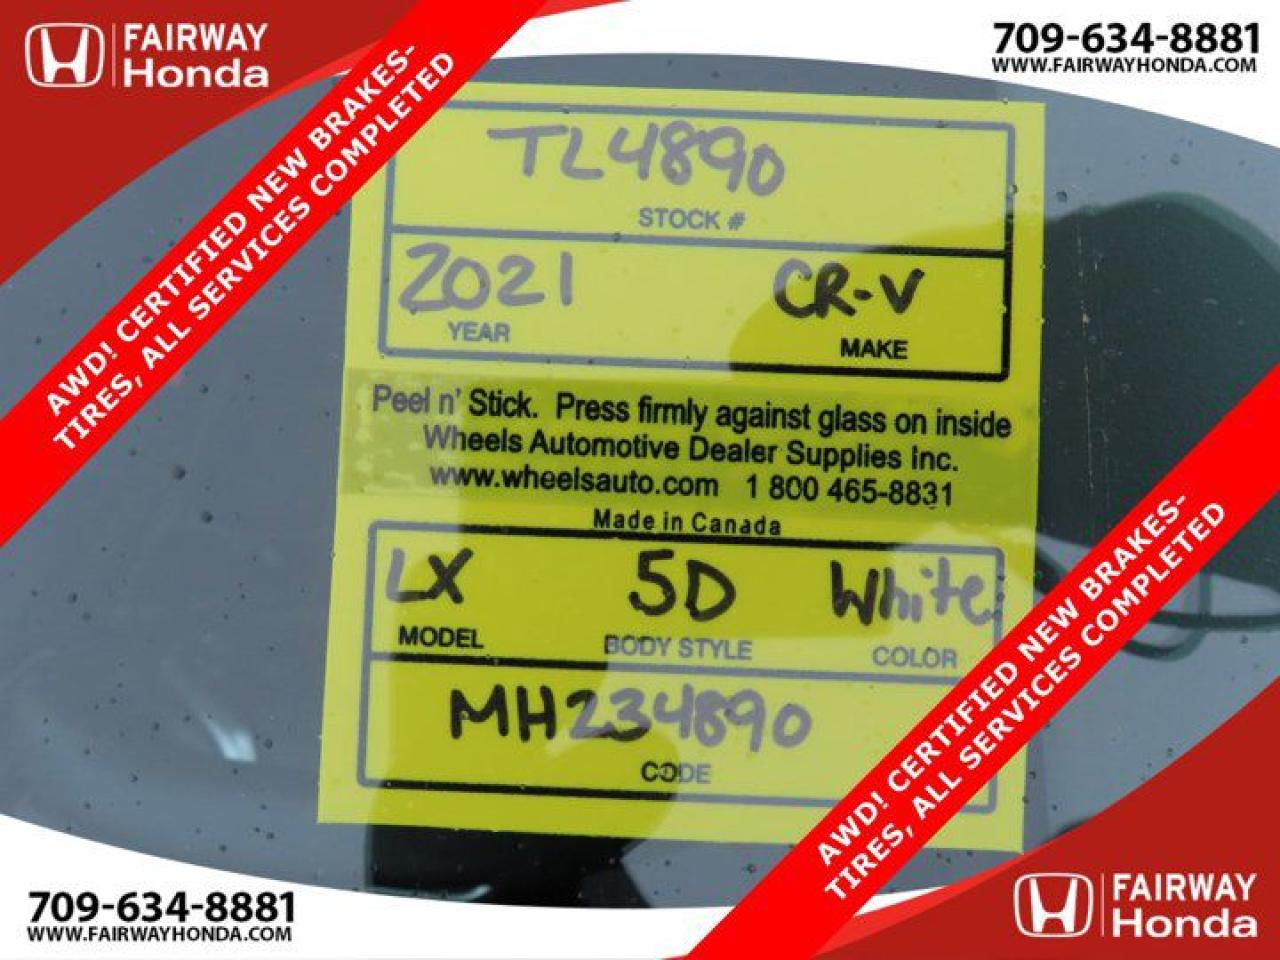 FAIRWAY
Honda
709-634-8881
WWW.FAIRWAYHONDA.COM
AWD! CERTIFIED NEW BRAKES-
TIRES, ALL SERVICES COMPLETED
TL4890
STOCK #
2021 CR-V
YEAR MAKE
Peel n' Stick. Press firmly against glass on inside
Wheels Automotive Dealer Supplies Inc.
www.wheelsauto.com 1 800 465-8831
Made in Canada
LX 5D White
MODEL BODY STYLE COLOR
MH234890
CODE
AWD! CERTIFIED NEW BRAKES-
TIRES, ALL SERVICES COMPLETED
709-634-8881
WWW.FAIRWAYHONDA.COM
FAIRWAY
Honda